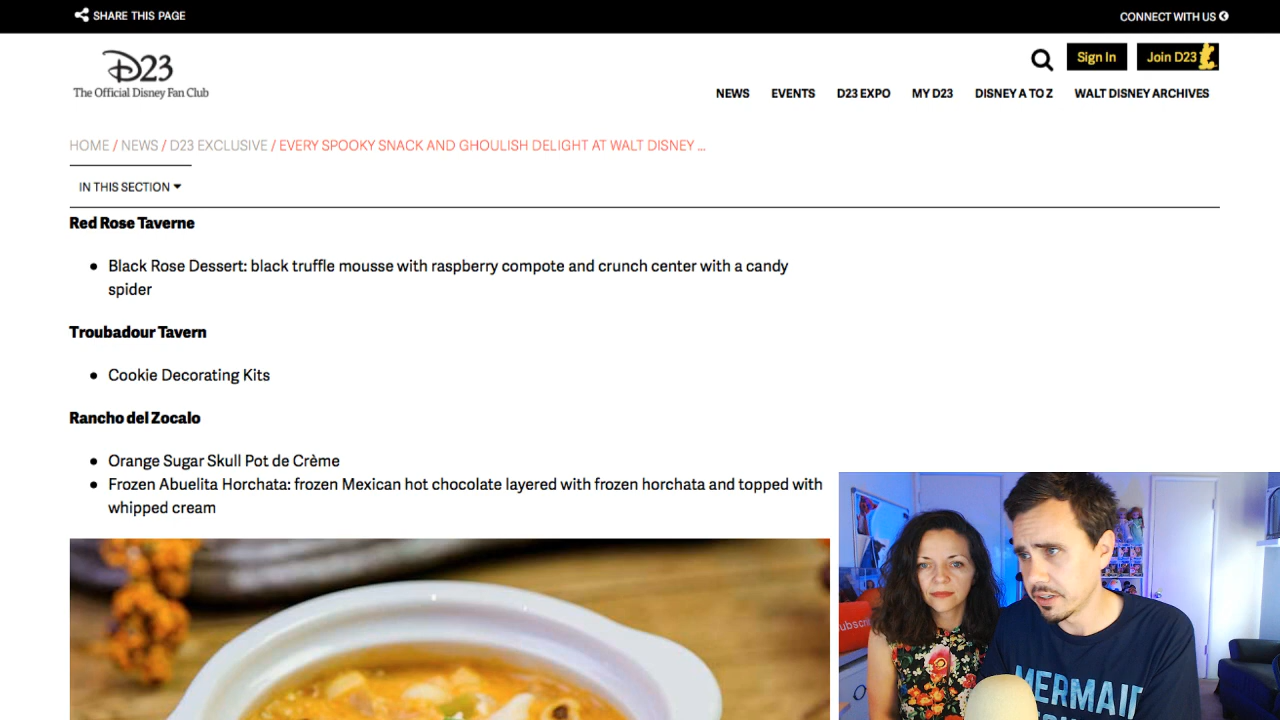 SHARE THIS PAGE
CONNECT WITH US
D23
The Official Disney Fan Club
Sign In
Join D23
NEWS
EVENTS
D23 EXPO
MY D23
DISNEY A TO Z
WALT DISNEY ARCHIVES
HOME / NEWS / D23 EXCLUSIVE / EVERY SPOOKY SNACK AND GHOULISH DELIGHT AT WALT DISNEY ...
IN THIS SECTION
Red Rose Taverne
Black Rose Dessert: black truffle mousse with raspberry compote and crunch center with a candy
spider
Troubadour Tavern
Cookie Decorating Kits
Rancho del Zocalo
Orange Sugar Skull Pot de Crème
Frozen Abuelita Horchata: frozen Mexican hot chocolate layered with frozen horchata and topped with
whipped cream
MERMAID